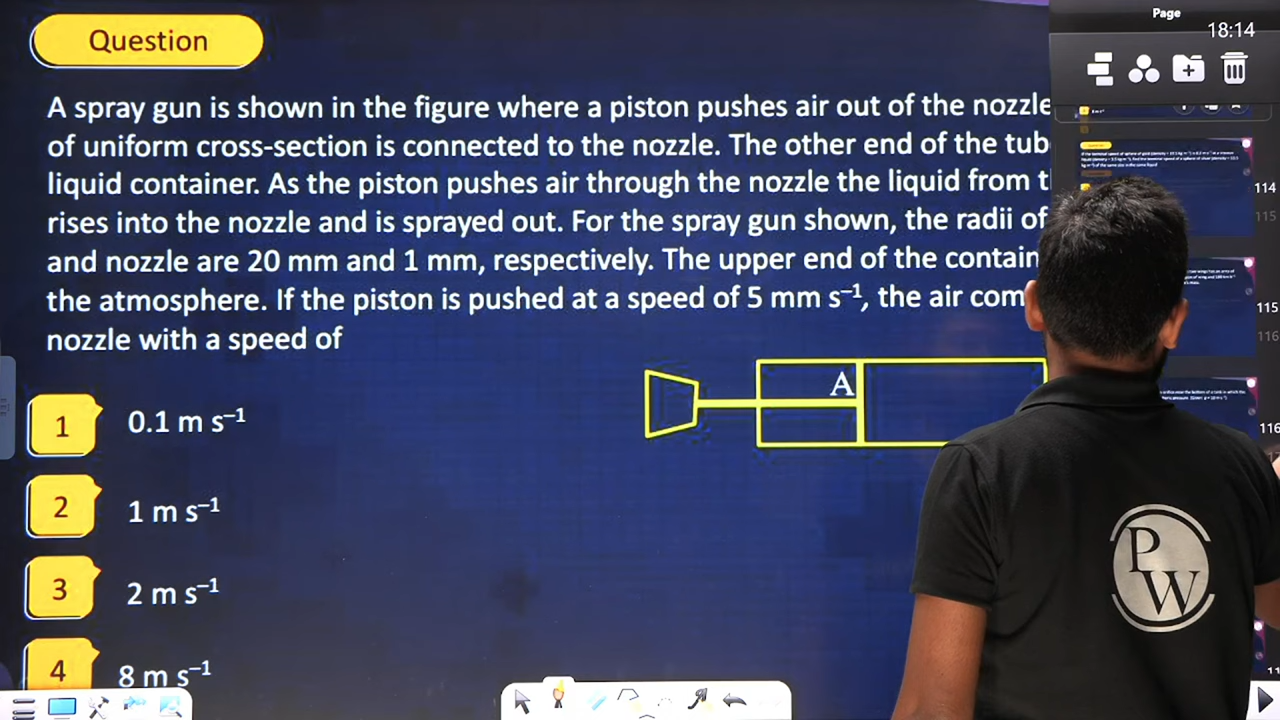 Page
18:14
Question
A spray gun is shown in the figure where a piston pushes air out of the nozzle
of uniform cross-section is connected to the nozzle. The other end of the tub
liquid container. As the piston pushes air through the nozzle the liquid from t
rises into the nozzle and is sprayed out. For the spray gun shown, the radii of
and nozzle are 20 mm and 1 mm, respectively. The upper end of the contain
the atmosphere. If the piston is pushed at a speed of 5 mm s⁻¹, the air com
nozzle with a speed of
A
1 0.1 m s⁻¹
2 1 m s⁻¹
3 2 m s⁻¹
4 8 m s⁻¹
114
115
115
116
116
11
PW